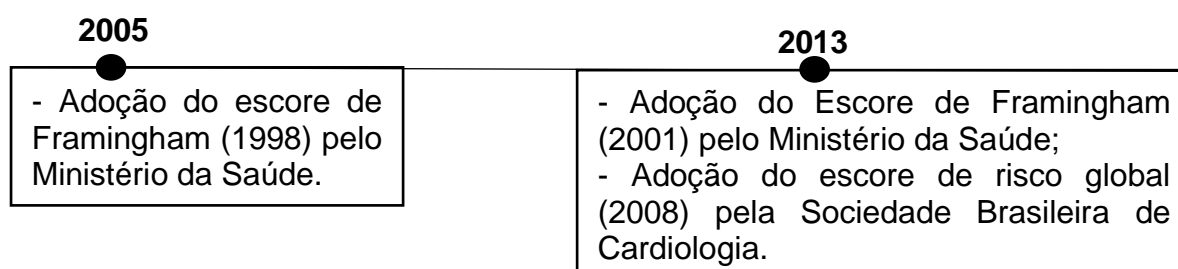 2005
- Adoção do escore de
Framingham (1998) pelo
Ministério da Saúde.
2013
- Adoção do Escore de Framingham
(2001) pelo Ministério da Saúde;
- Adoção do escore de risco global
(2008) pela Sociedade Brasileira de
Cardiologia.